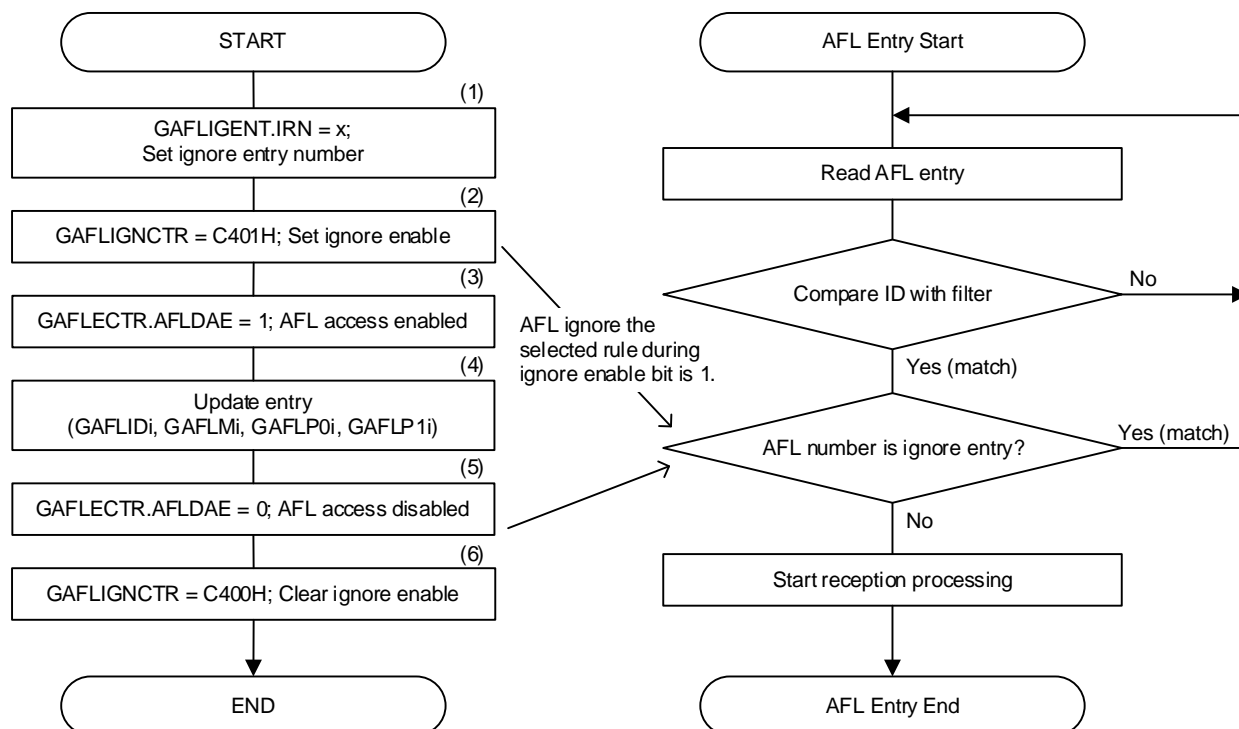 START
(1)
GAFLIGENT.IRN = x;
Set ignore entry number
(2)
GAFLIGNCTR = C401H; Set ignore enable
(3)
GAFLECTR.AFLDAE = 1; AFL access enabled
(4)
Update entry
(GAFLIDi, GAFLMi, GAFLP0i, GAFLP1i)
(5)
GAFLECTR.AFLDAE = 0; AFL access disabled
(6)
GAFLIGNCTR = C400H; Clear ignore enable
END
AFL ignore the
selected rule during
ignore enable bit is 1.
AFL Entry Start
Read AFL entry
Compare ID with filter
No
Yes (match)
AFL number is ignore entry?
Yes (match)
No
Start reception processing
AFL Entry End